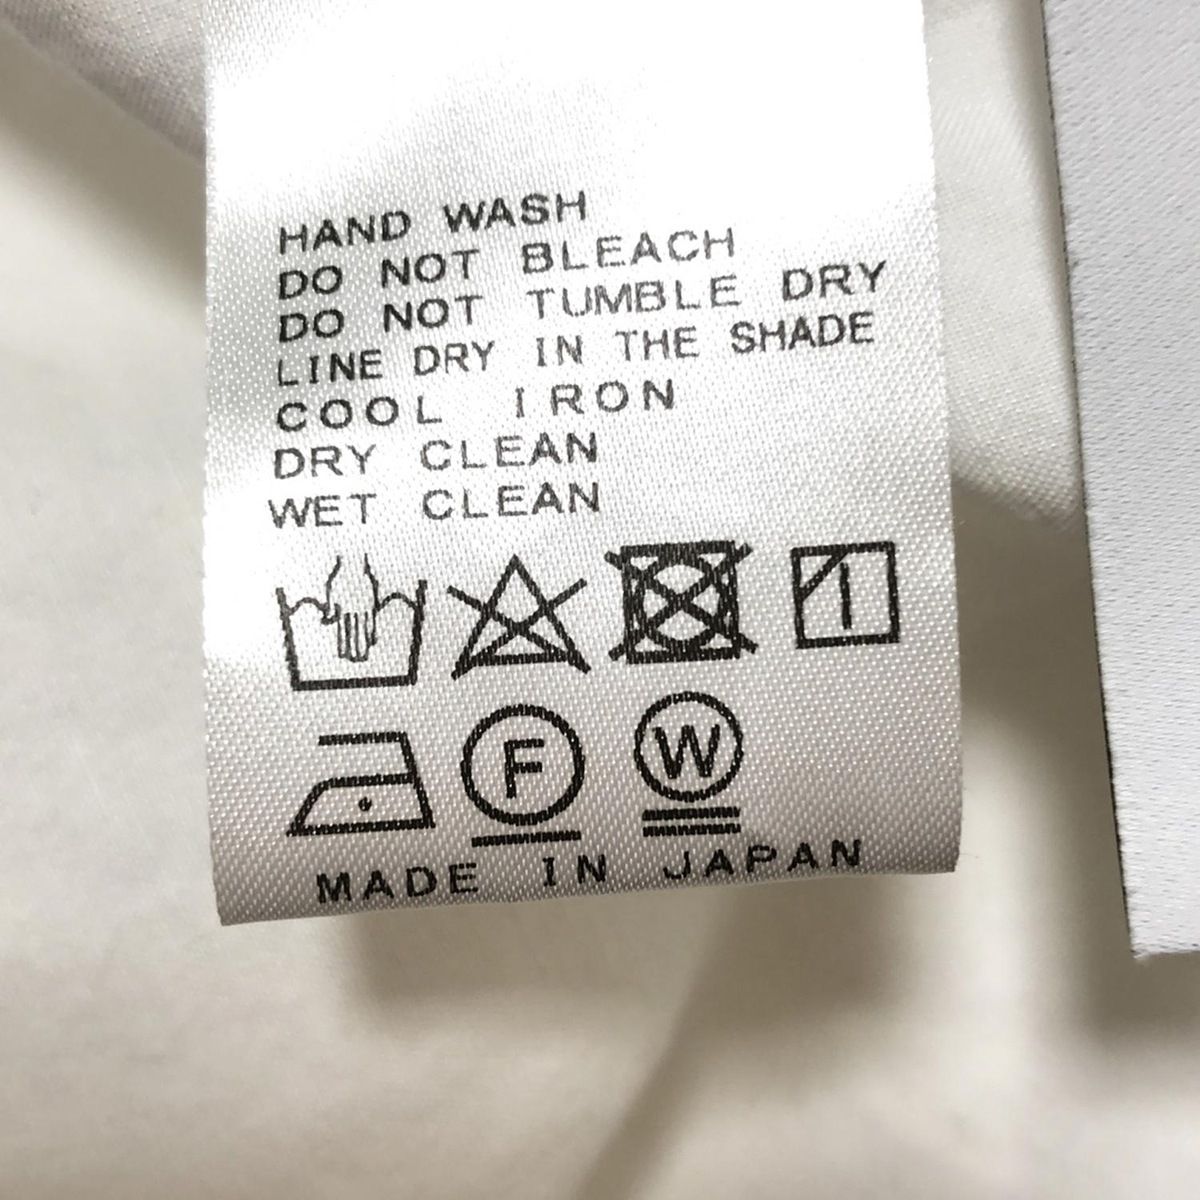 HAND WASH
DO NOT BLEACH
DO NOT TUMBLE DRY
LINE DRY IN THE SHADE
COOL IRON
DRY CLEAN
WET CLEAN
F W
MADE IN JAPAN